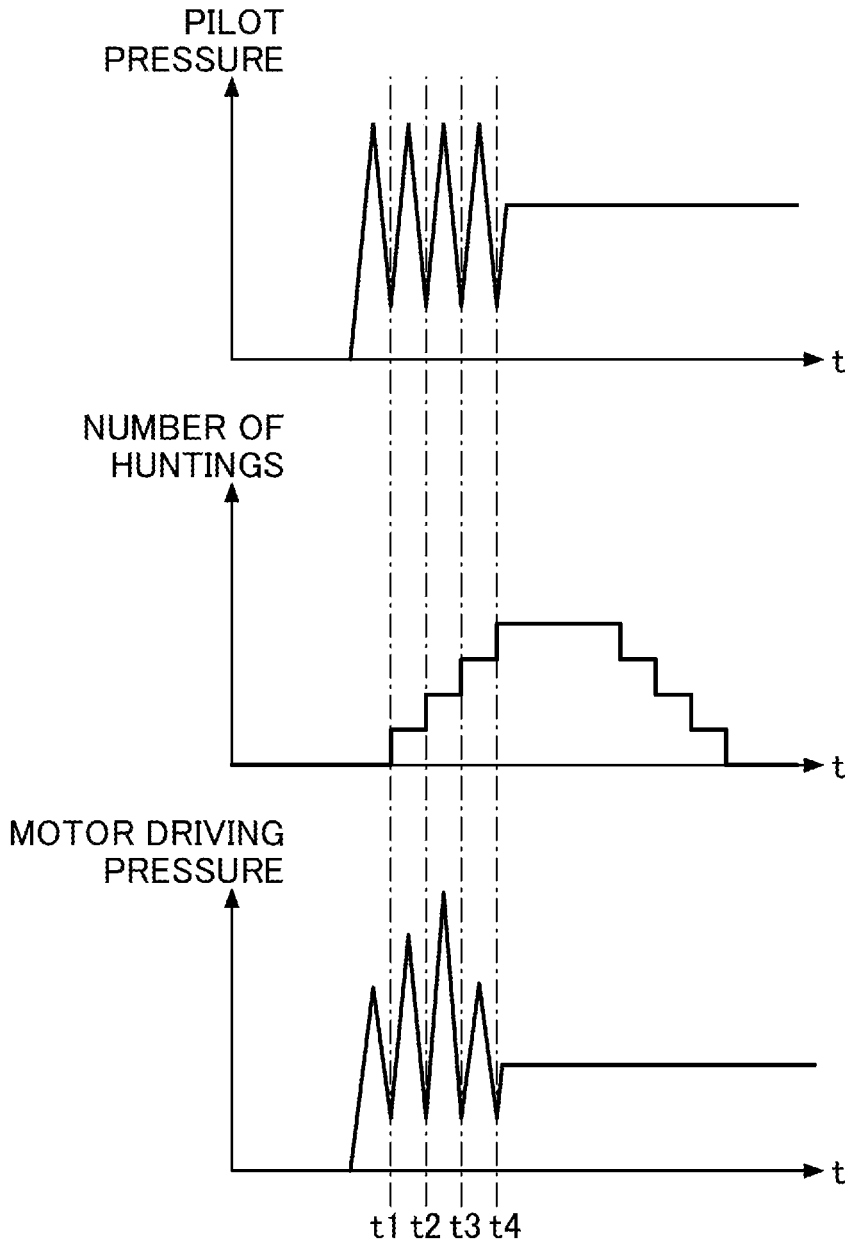 PILOT
PRESSURE
t
NUMBER OF
HUNTINGS
t
MOTOR DRIVING
PRESSURE
t
t1 t2 t3 t4